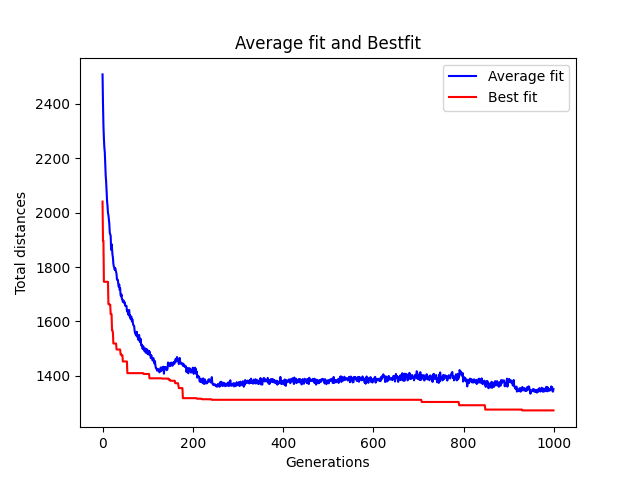 Average fit and Bestfit
Average fit
Best fit
Total distances
2400
2200
2000
1800
1600
1400
0
200
400
600
800
1000
Generations